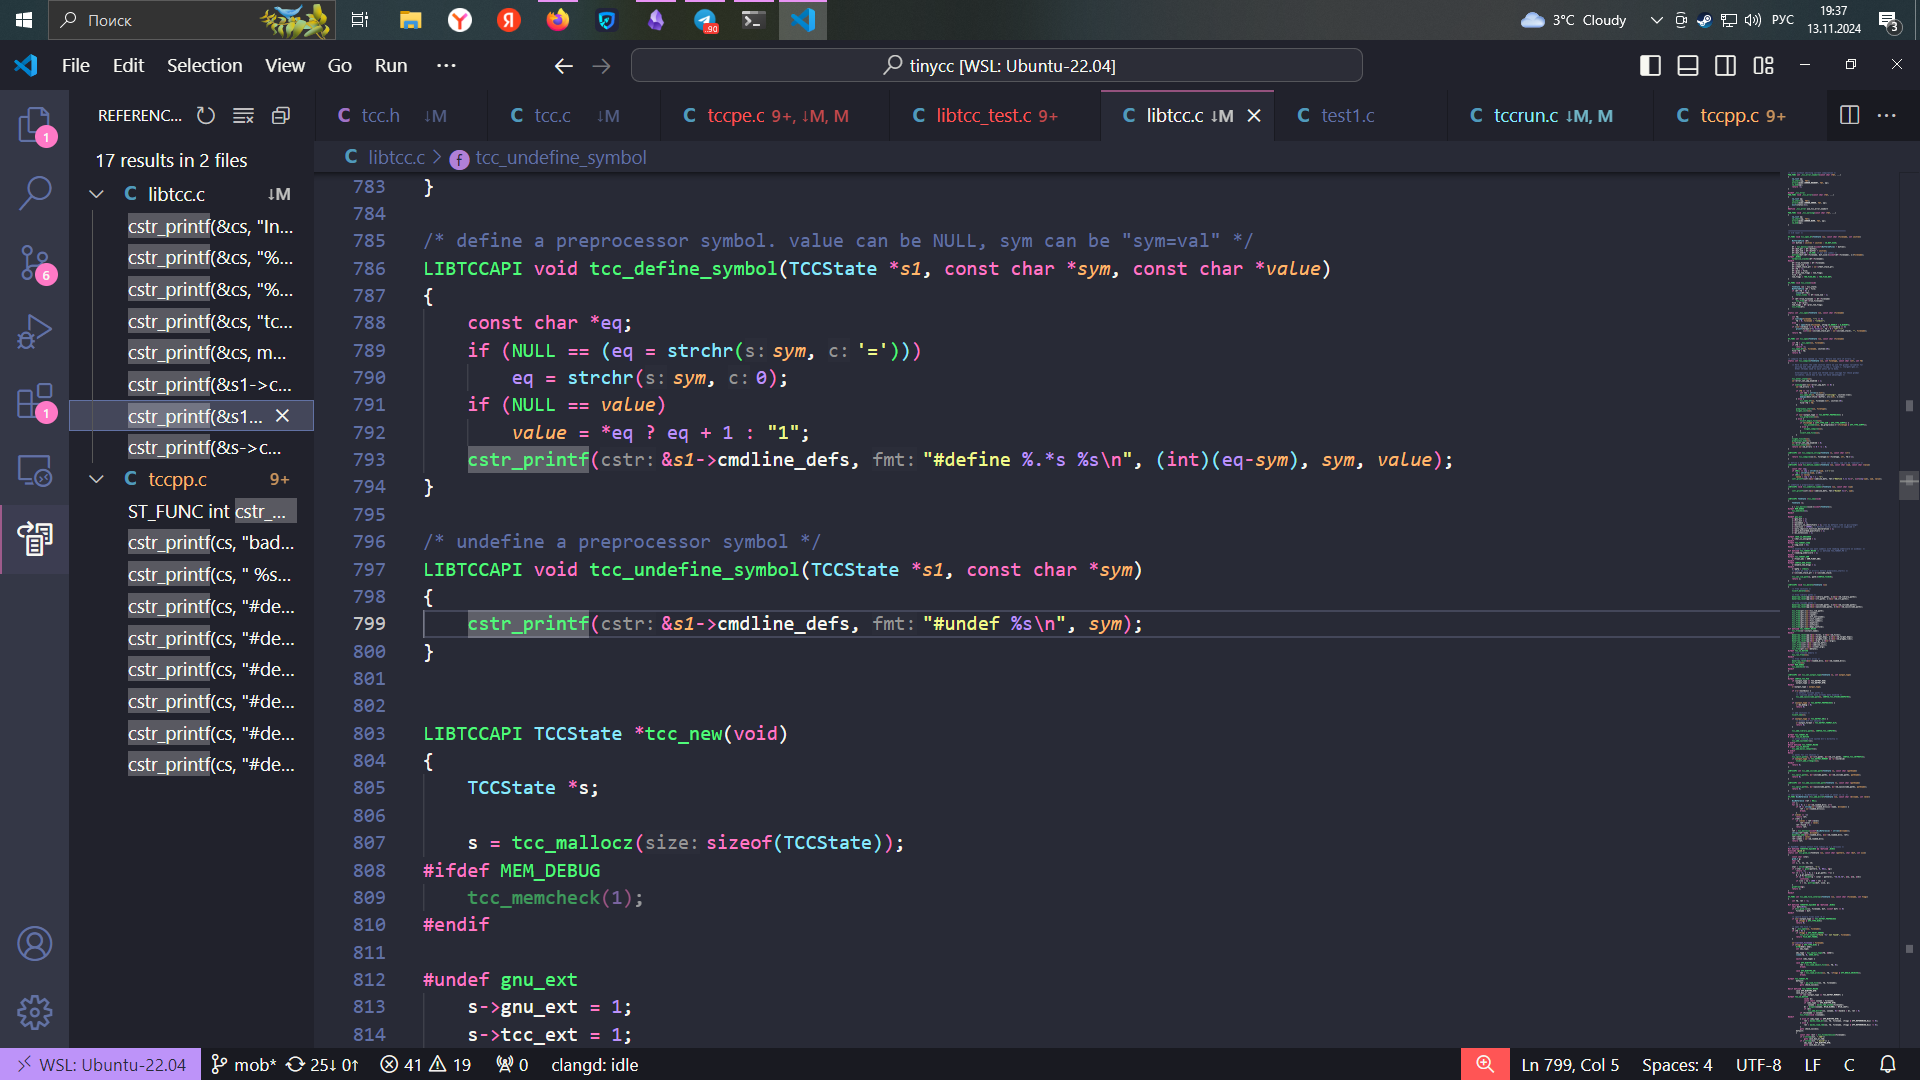 Поиск
90
3°C Cloudy
РУС
19:37
13.11.2024
3
File Edit Selection View Go Run ···
tinycc [WSL: Ubuntu-22.04]
REFERENC...
C tcc.h ↓M
C tcc.c ↓M
C tccpe.c 9+, ↓M, M
C libtcc_test.c 9+
C libtcc.c ↓M
C test1.c
C tccrun.c ↓M, M
C tccpp.c 9+
1
6
1
17 results in 2 files
C libtcc.c ↓M
cstr_printf(&cs, "In...
cstr_printf(&cs, "%...
cstr_printf(&cs, "%...
cstr_printf(&cs, "tc...
cstr_printf(&cs, m...
cstr_printf(&s1->c...
cstr_printf(&s1...
cstr_printf(&s->c...
C tccpp.c 9+
ST_FUNC int cstr_...
cstr_printf(cs, "bad...
cstr_printf(cs, " %s...
cstr_printf(cs, "#de...
cstr_printf(cs, "#de...
cstr_printf(cs, "#de...
cstr_printf(cs, "#de...
cstr_printf(cs, "#de...
cstr_printf(cs, "#de...
C libtcc.c > f tcc_undefine_symbol
783 }
784
785 /* define a preprocessor symbol. value can be NULL, sym can be "sym=val" */
786 LIBTCCAPI void tcc_define_symbol(TCCState *s1, const char *sym, const char *value)
787 {
788     const char *eq;
789     if (NULL == (eq = strchr(s: sym, c: '=')))
790         eq = strchr(s: sym, c: 0);
791     if (NULL == value)
792         value = *eq ? eq + 1 : "1";
793     cstr_printf(cstr: &s1->cmdline_defs, fmt: "#define %.*s %s\n", (int)(eq-sym), sym, value);
794 }
795
796 /* undefine a preprocessor symbol */
797 LIBTCCAPI void tcc_undefine_symbol(TCCState *s1, const char *sym)
798 {
799     cstr_printf(cstr: &s1->cmdline_defs, fmt: "#undef %s\n", sym);
800 }
801
802
803 LIBTCCAPI TCCState *tcc_new(void)
804 {
805     TCCState *s;
806
807     s = tcc_mallocz(size: sizeof(TCCState));
808 #ifdef MEM_DEBUG
809     tcc_memcheck(1);
810 #endif
811
812 #undef gnu_ext
813     s->gnu_ext = 1;
814     s->tcc_ext = 1;
WSL: Ubuntu-22.04 mob* 25↓ 0↑ 41 19 0 clangd: idle
Ln 799, Col 5 Spaces: 4 UTF-8 LF C